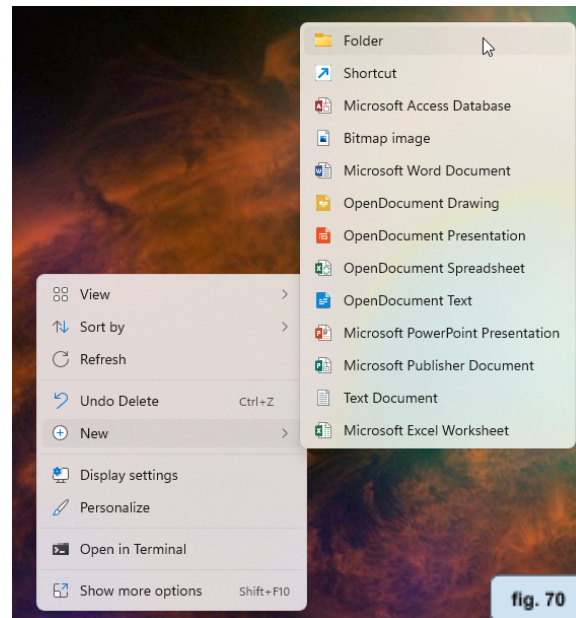 Folder
Shortcut
Microsoft Access Database
Bitmap image
Microsoft Word Document
OpenDocument Drawing
OpenDocument Presentation
OpenDocument Spreadsheet
OpenDocument Text
Microsoft PowerPoint Presentation
Microsoft Publisher Document
Text Document
Microsoft Excel Worksheet
View
Sort by
Refresh
Undo Delete Ctrl+Z
New
Display settings
Personalize
Open in Terminal
Show more options Shift+F10
fig. 70